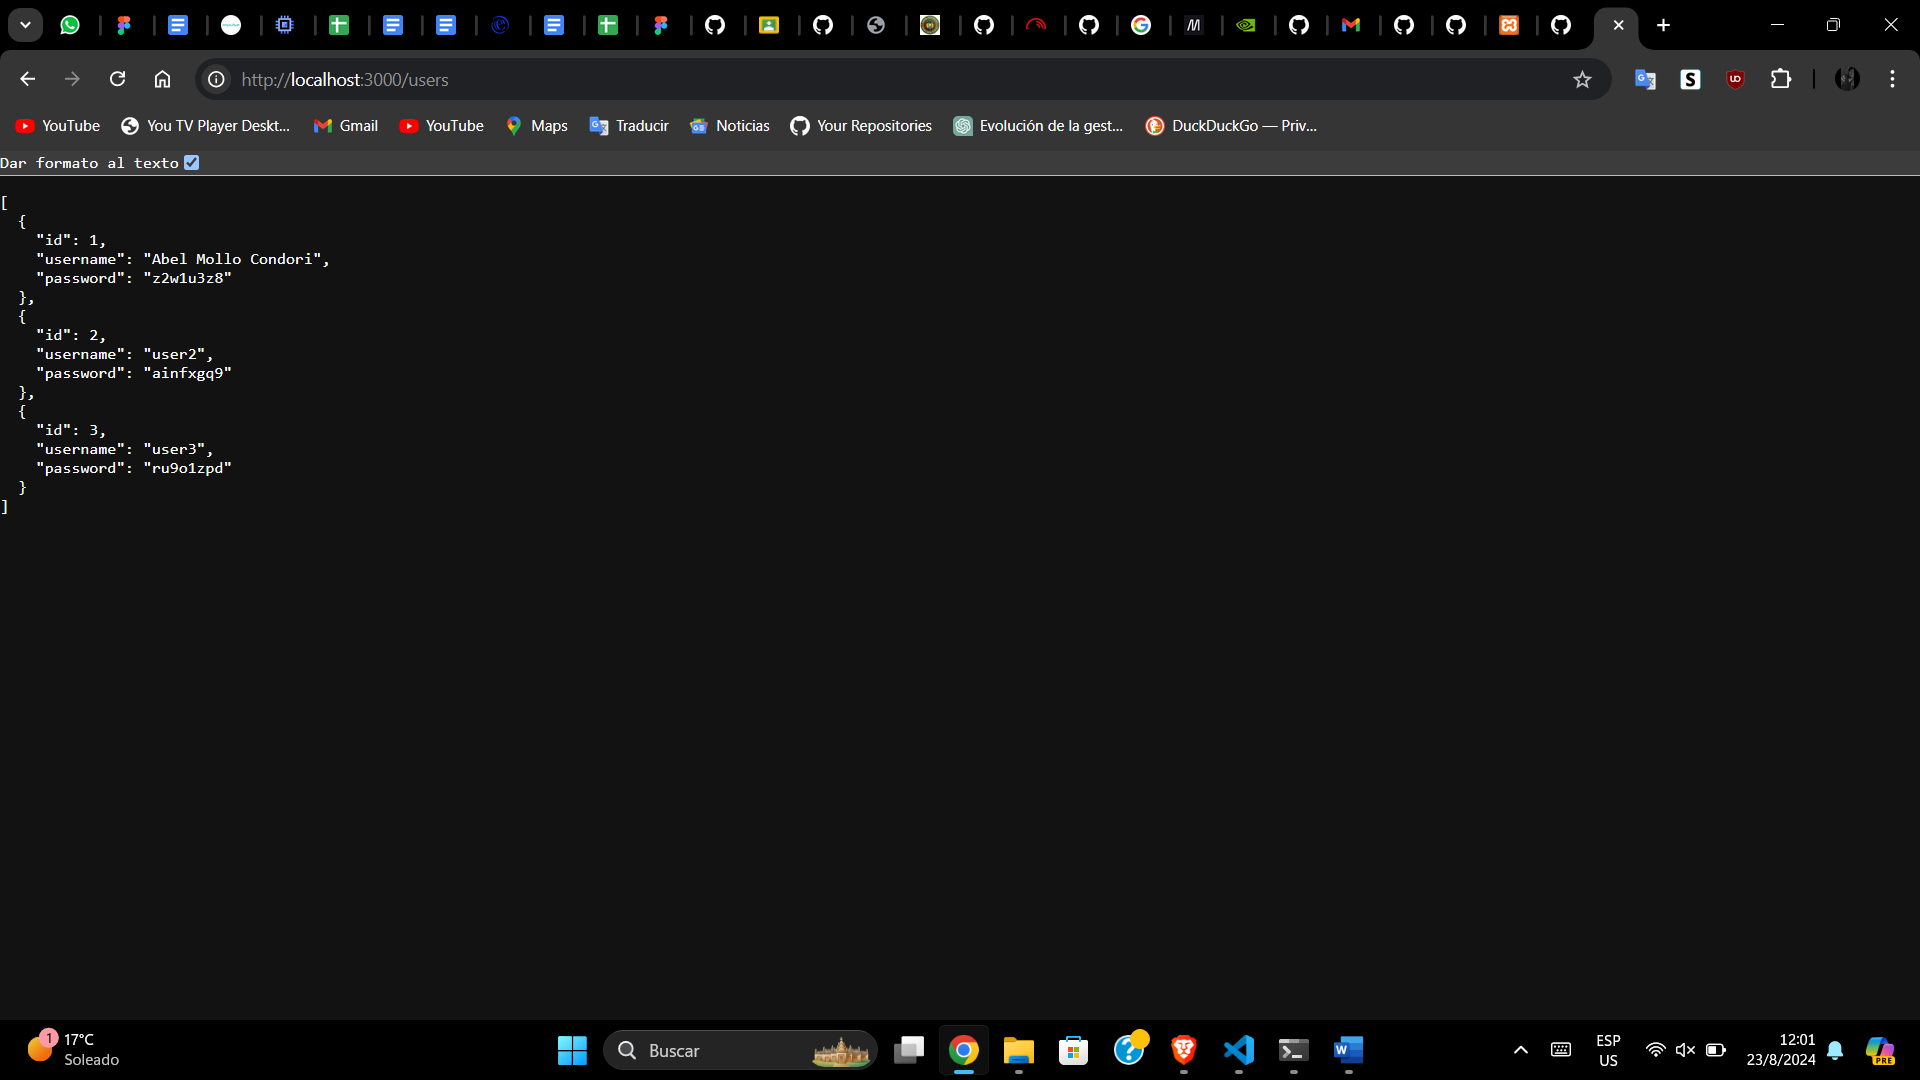 http://localhost:3000/users
YouTube You TV Player Deskt... Gmail YouTube Maps Traducir Noticias Your Repositories Evolución de la gest... DuckDuckGo — Priv...
Dar formato al texto
[
  {
    "id": 1,
    "username": "Abel Mollo Condori",
    "password": "z2w1u3z8"
  },
  {
    "id": 2,
    "username": "user2",
    "password": "ainfxgq9"
  },
  {
    "id": 3,
    "username": "user3",
    "password": "ru9o1zpd"
  }
]
1 17°C
Soleado
Buscar
ESP
US
12:01
23/8/2024
PRE